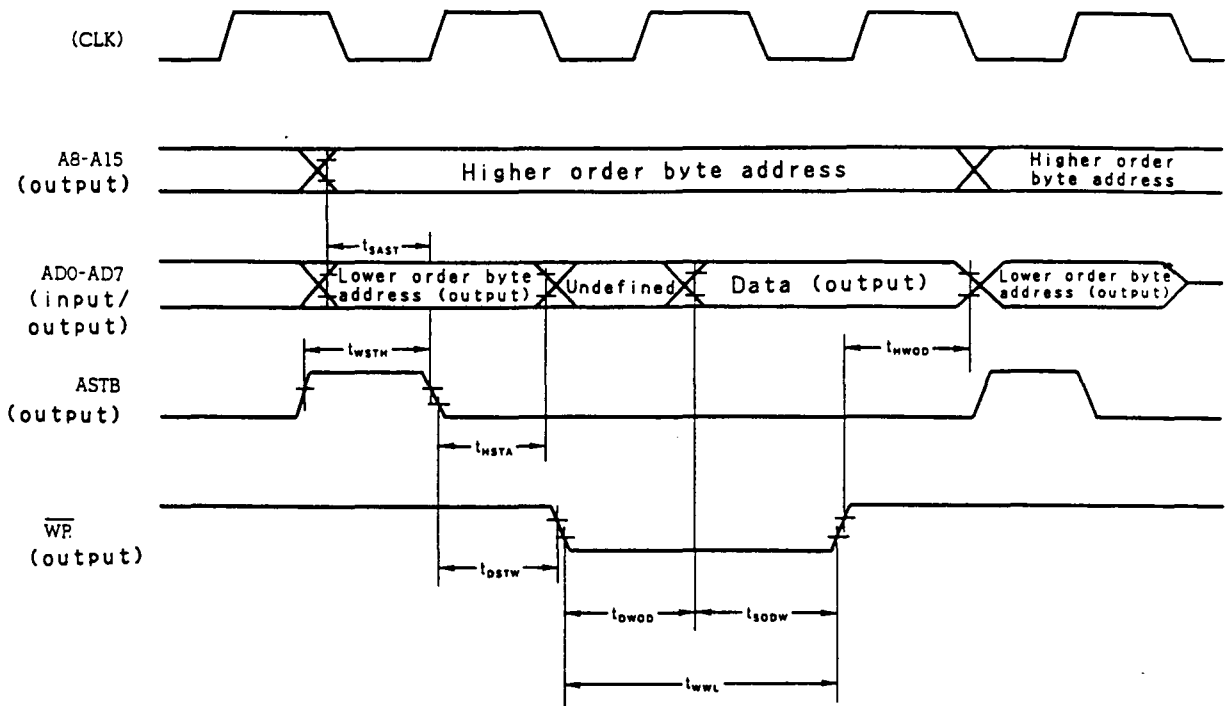 (CLK)
A8-A15
(output)
Higher order byte address
Higher order
byte address
tSAST
AD0-AD7
(input/
output)
Lower order byte
address (output)
Undefined
Data (output)
Lower order byte
address (output)
tWSTH
tHWOD
ASTB
(output)
tHSTA
WR
(output)
tDSTW
tDWOD
tSODW
tWWL